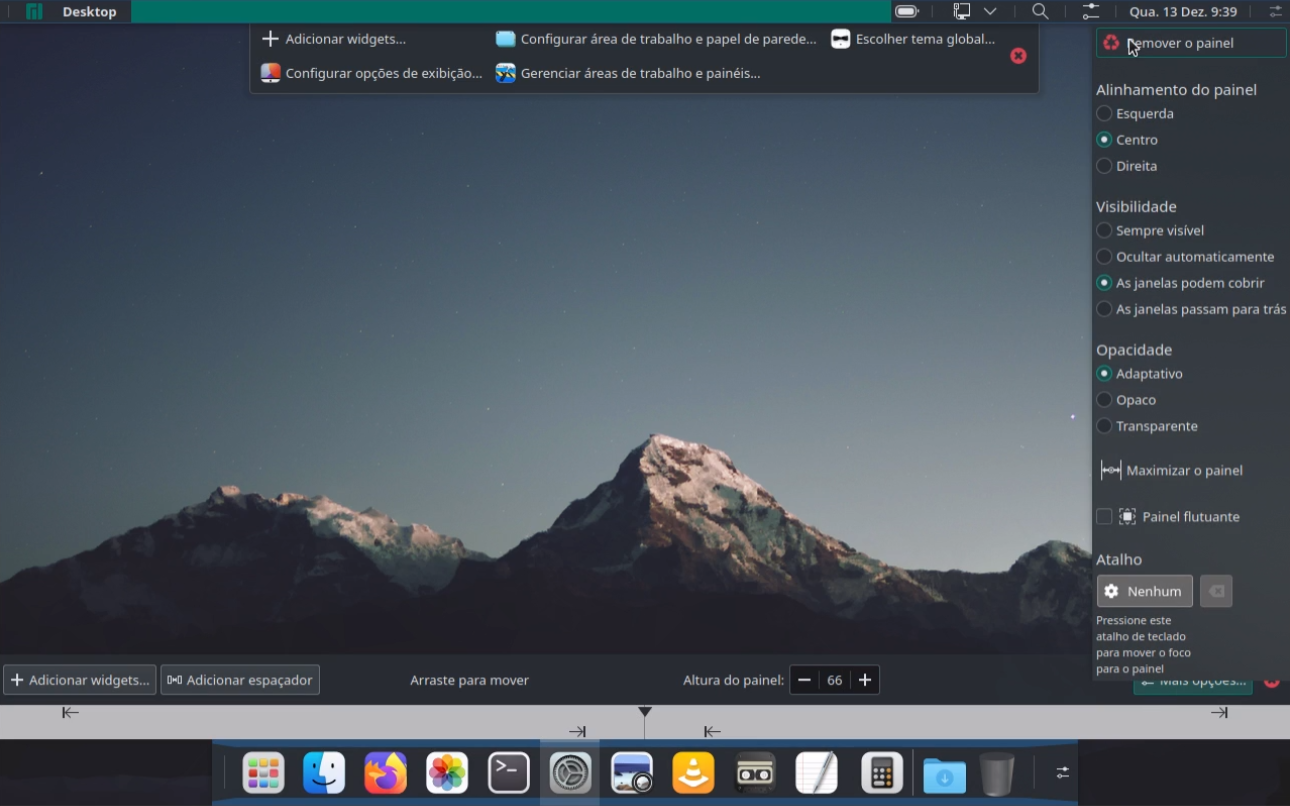 Desktop
Qua. 13 Dez. 9:39
Adicionar widgets...
Configurar área de trabalho e papel de parede...
Escolher tema global...
Configurar opções de exibição...
Gerenciar áreas de trabalho e painéis...
Remover o painel
Alinhamento do painel
Esquerda
Centro
Direita
Visibilidade
Sempre visível
Ocultar automaticamente
As janelas podem cobrir
As janelas passam para trás
Opacidade
Adaptativo
Opaco
Transparente
Maximizar o painel
Painel flutuante
Atalho
Nenhum
Pressione este
atalho de teclado
para mover o foco
para o painel
Adicionar widgets...
Adicionar espaçador
Arraste para mover
Altura do painel:
66
Mais opções...